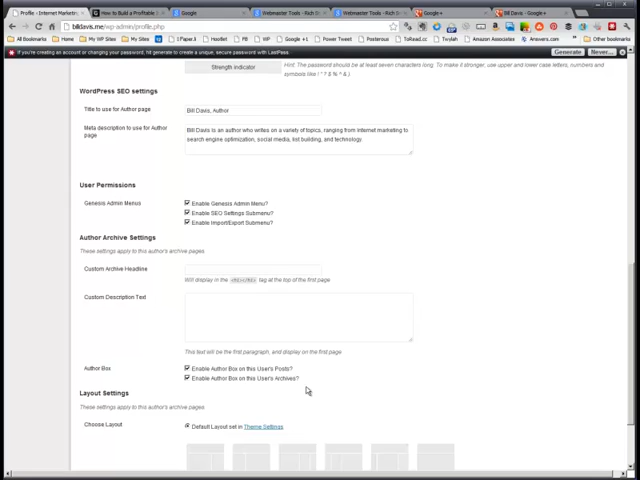 Profile ‹ Internet Marketin
How to Build a Profitable
Google
Webmaster Tools - Rich S
Webmaster Tools - Rich S
Google+
Bill Davis - Google+
billdavis.me/wp-admin/profile.php
All Bookmarks
Home
My WP Sites
My Sites
HootSet
WP
Google +1
Power Tweet
Posterous
ToRead.cc
Twylah
Amazon Associates
Answers.com
Other bookmarks
If you're creating an account or changing your password, hit generate to create a unique, secure password with LastPass.
Generate
Never...
Strength indicator
Hint: The password should be at least seven characters long. To make it stronger, use upper and lower case letters, numbers and
symbols like ! " ? $ % ^ & ).
WordPress SEO settings
Title to use for Author page
Bill Davis, Author
Meta description to use for Author
page
Bill Davis is an author who writes on a variety of topics, ranging from internet marketing to
search engine optimization, social media, list building, and technology
User Permissions
Genesis Admin Menus
Enable Genesis Admin Menu?
Enable SEO Settings Submenu?
Enable Import/Export Submenu?
Author Archive Settings
These settings apply to this author's archive pages.
Custom Archive Headline
Will display in the <h1></h1> tag at the top of the first page
Custom Description Text
This text will be the first paragraph, and display on the first page
Author Box
Enable Author Box on this User's Posts?
Enable Author Box on this User's Archives?
Layout Settings
These settings apply to this author's archive pages.
Choose Layout
Default Layout set in Theme Settings